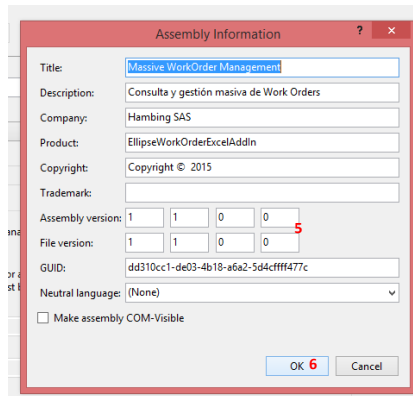 Assembly Information ? ×
Title: Massive WorkOrder Management
Description: Consulta y gestión masiva de Work Orders
Company: Hambing SAS
Product: EllipseWorkOrderExcelAddIn
Copyright: Copyright © 2015
Trademark:
Assembly version: 1 1 0 0
5
File version: 1 1 0 0
GUID: dd310cc1-de03-4b18-a6a2-5d4cffff477c
Neutral language: (None)
Make assembly COM-Visible
OK 6 Cancel